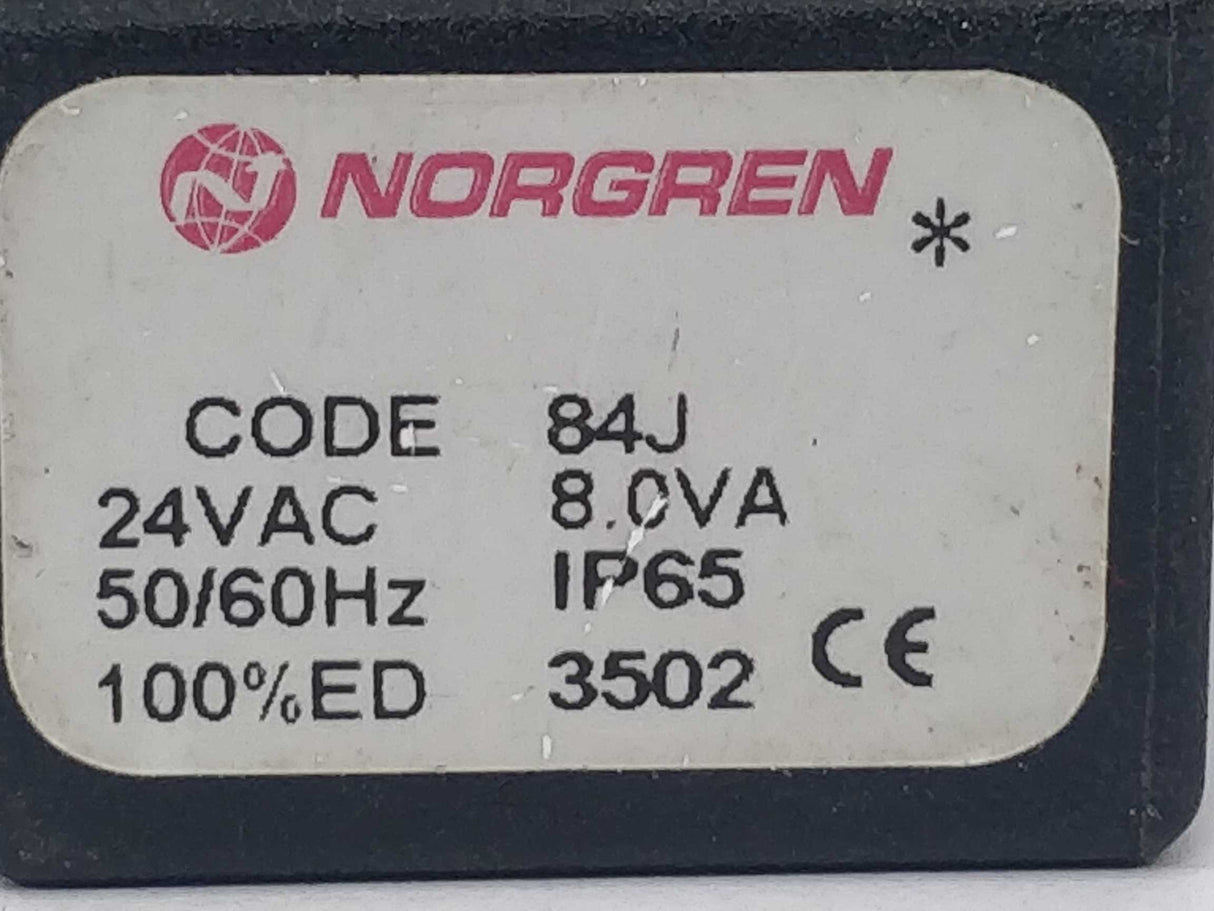 NORGREN
*
CODE 84J
24VAC 8.0VA
50/60Hz IP65
100%ED 3502 CE